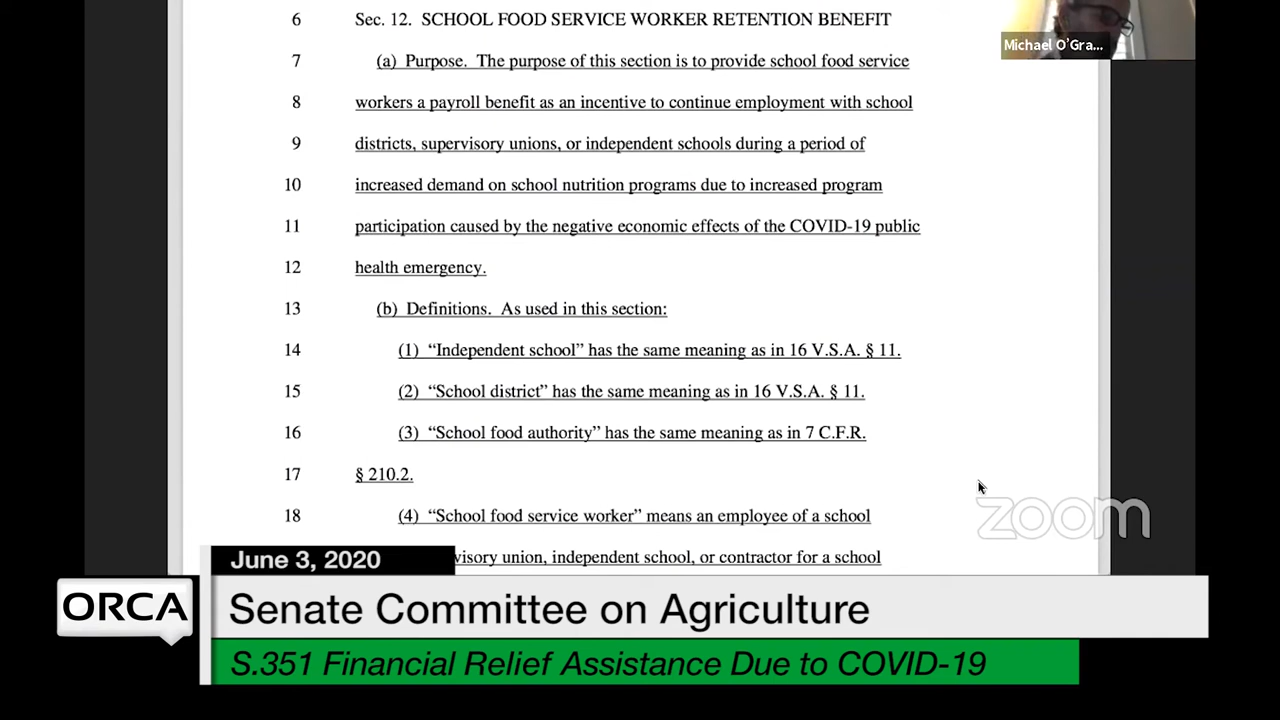 6 Sec. 12. SCHOOL FOOD SERVICE WORKER RETENTION BENEFIT
Michael O'Gra...
7 (a) Purpose. The purpose of this section is to provide school food service
8 workers a payroll benefit as an incentive to continue employment with school
9 districts, supervisory unions, or independent schools during a period of
10 increased demand on school nutrition programs due to increased program
11 participation caused by the negative economic effects of the COVID-19 public
12 health emergency.
13 (b) Definitions. As used in this section:
14 (1) “Independent school” has the same meaning as in 16 V.S.A. § 11.
15 (2) “School district” has the same meaning as in 16 V.S.A. § 11.
16 (3) “School food authority” has the same meaning as in 7 C.F.R.
17 § 210.2.
18 (4) “School food service worker” means an employee of a school
union, independent school, or contractor for a school
zoom
June 3, 2020
ORCA
Senate Committee on Agriculture
S.351 Financial Relief Assistance Due to COVID-19